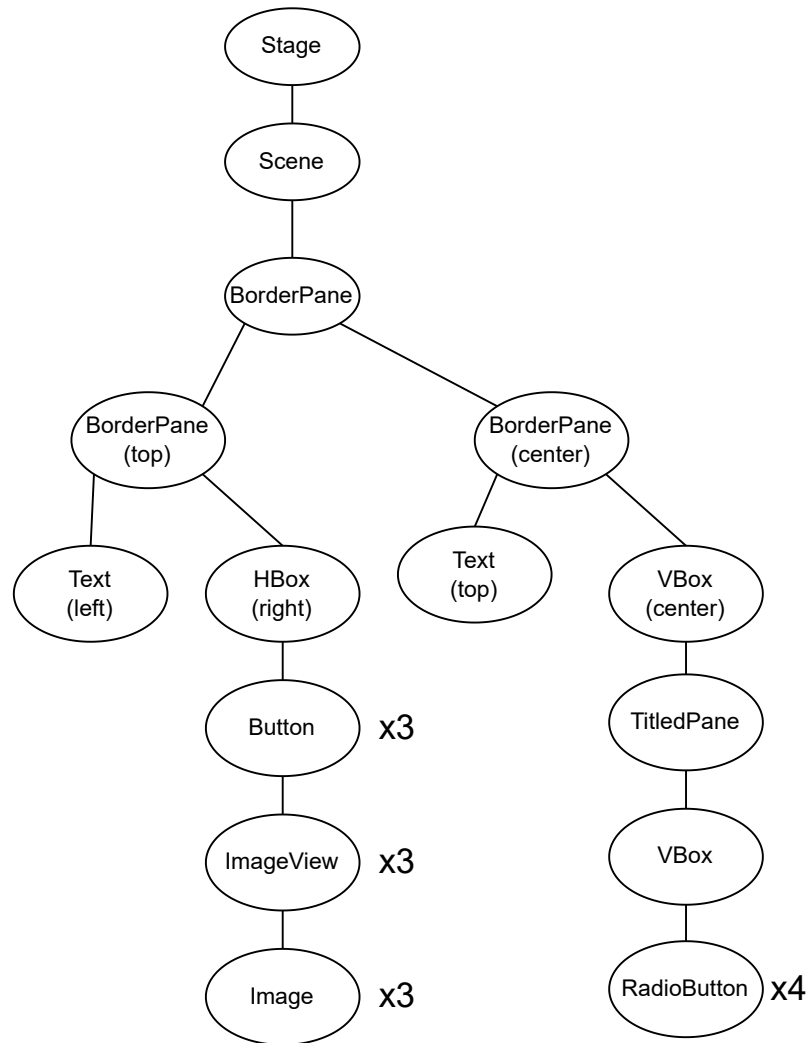 Stage
Scene
BorderPane
BorderPane
(top)
BorderPane
(center)
Text
(left)
HBox
(right)
Text
(top)
VBox
(center)
Button
x3
TitledPane
ImageView
x3
VBox
Image
x3
RadioButton
x4